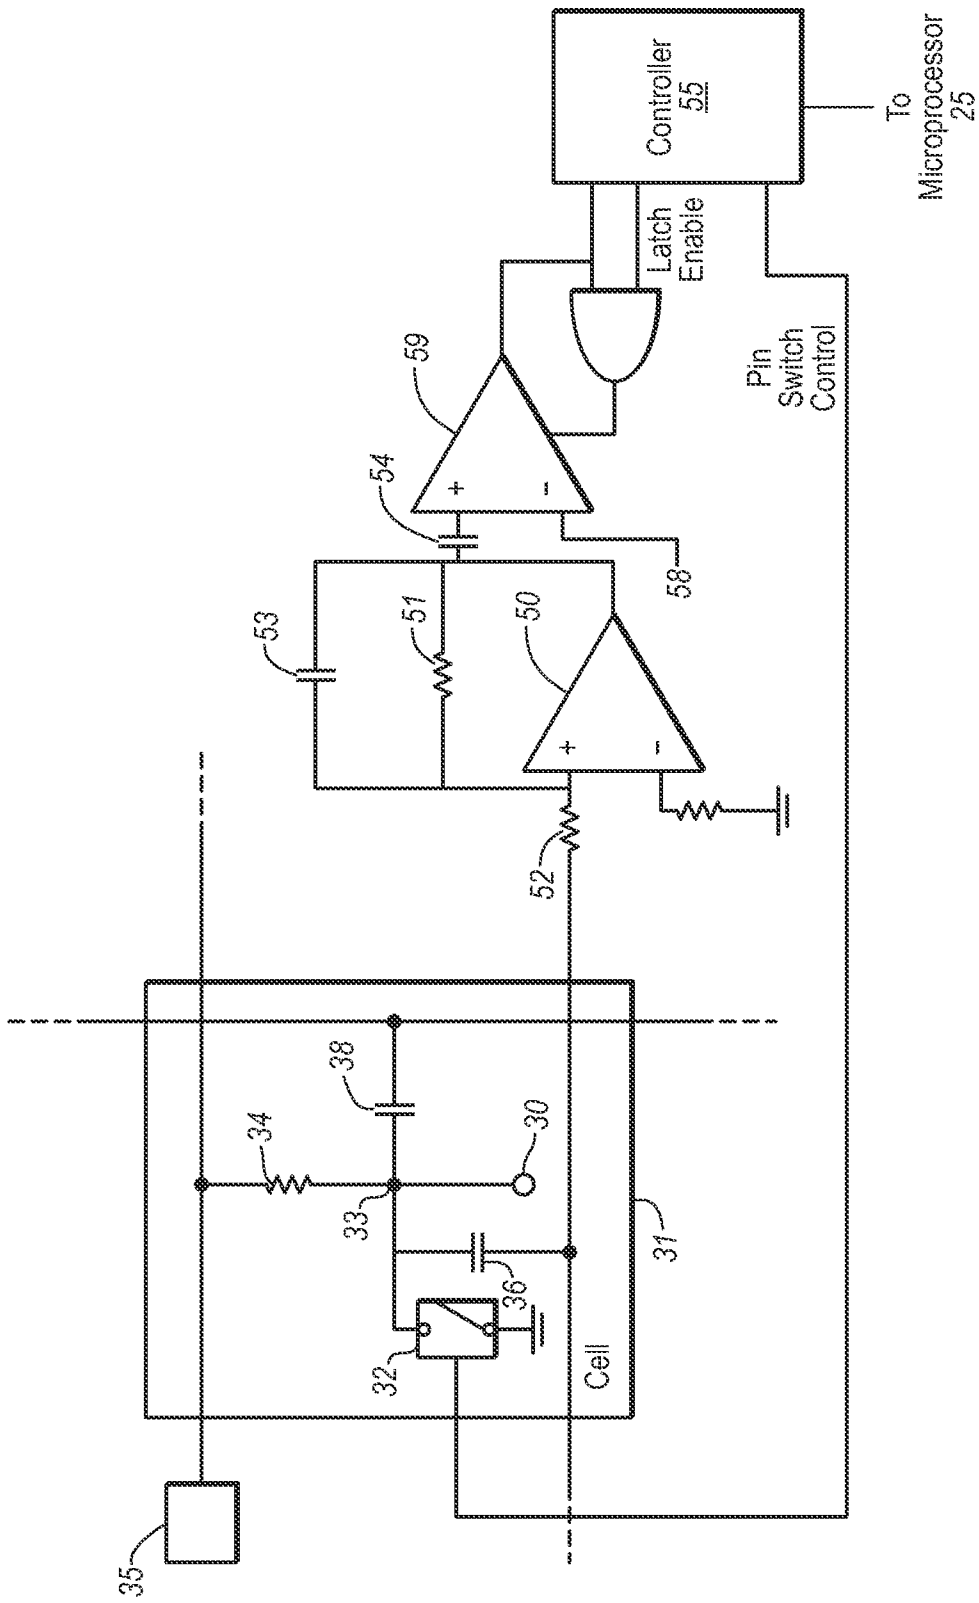 35
34
33
38
30
32
36
31
Cell
53
51
52
50
54
59
58
Latch
Enable
Controller
55
Pin
Switch
Control
To
Microprocessor
25
+
-
+
-